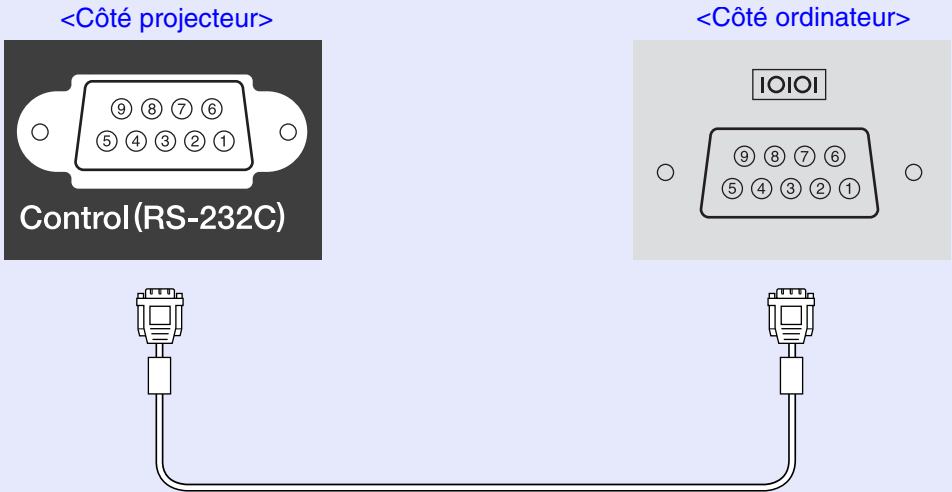 <Côté projecteur>
<Côté ordinateur>
IOIOI
9 8 7 6
5 4 3 2 1
Control (RS-232C)
9 8 7 6
5 4 3 2 1